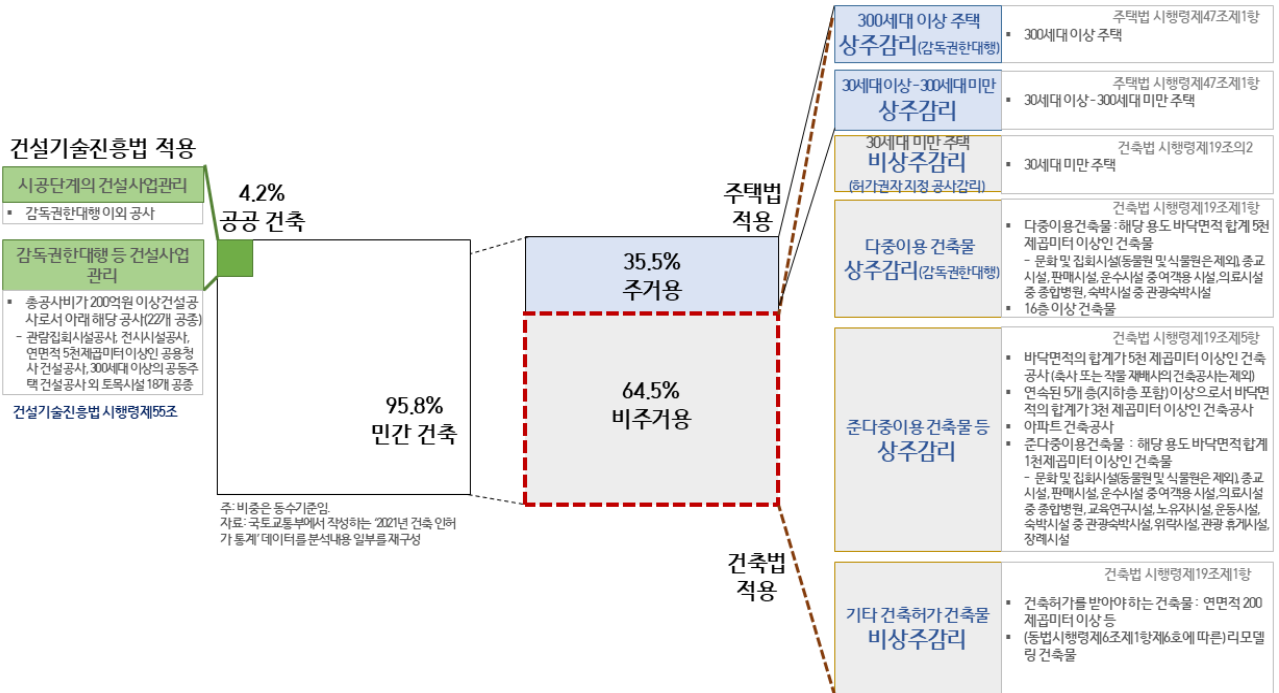 건설기술진흥법 적용
시공단계의 건설사업관리
▪ 감독권한대행 이외 공사
감독권한대행 등 건설사업
관리
▪ 총공사비가 200억원 이상건설공
사로서 아래 해당 공사(22개 공종)
- 관람집회시설공사, 전시시설공사,
연면적 5천제곱미터 이상인 공용청
사 건설공사, 300세대 이상의 공동주
택 건설공사 외 토목시설 18개 공종
건설기술진흥법 시행령제55조
4.2%
공공 건축
95.8%
민간 건축
주: 비중은 동수기준임.
자료: 국토교통부에서 작성하는 '2021년 건축 인허
가 통계' 데이터를 분석내용 일부를 재구성
주택법
적용
35.5%
주거용
64.5%
비주거용
건축법
적용
300세대 이상 주택
상주감리(감독권한대행)
주택법 시행령제47조제1항
▪ 300세대 이상 주택
30세대 이상 - 300세대 미만
상주감리
주택법 시행령제47조제1항
▪ 30세대 이상 - 300세대 미만 주택
30세대 미만 주택
비상주감리
(허가권자 지정 공사감리)
건축법 시행령제19조의2
▪ 30세대 미만 주택
다중이용 건축물
상주감리(감독권한대행)
건축법 시행령제19조제1항
▪ 다중이용건축물 : 해당 용도 바닥면적 합계 5천
제곱미터 이상인 건축물
- 문화 및 집회시설(동물원 및 식물원은 제외), 종교
시설, 판매시설, 운수시설 중 여객용 시설, 의료시설
중 종합병원, 숙박시설 중 관광숙박시설
▪ 16층 이상 건축물
준다중이용 건축물 등
상주감리
건축법 시행령제19조제5항
▪ 바닥면적의 합계가 5천 제곱미터 이상인 건축
공사 (축사 또는 작물 재배사의 건축공사는 제외)
▪ 연속된 5개 층(지하층 포함) 이상으로서 바닥면
적의 합계가 3천 제곱미터 이상인 건축공사
▪ 아파트 건축공사
▪ 준다중이용건축물 : 해당 용도 바닥면적 합계
1천제곱미터 이상인 건축물
- 문화 및 집회시설(동물원 및 식물원은 제외), 종교
시설, 판매시설, 운수시설 중 여객용 시설, 의료시설
중 종합병원, 교육연구시설, 노유자시설, 운동시설,
숙박시설 중 관광숙박시설, 위락시설, 관광 휴게시설,
장례시설
기타 건축허가 건축물
비상주감리
건축법 시행령제19조제1항
▪ 건축허가를 받아야 하는 건축물 : 연면적 200
제곱미터 이상 등
▪ (동법시행령제6조제1항제6호에 따른) 리모델
링 건축물